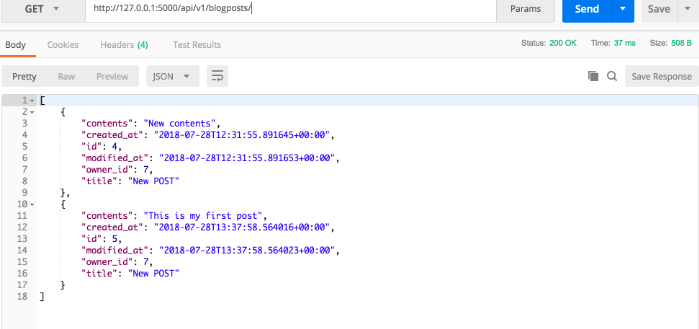 GET http://127.0.0.1:5000/api/v1/blogposts/ Params Send Save
Body Cookies Headers (4) Test Results Status: 200 OK Time: 37 ms Size: 508 B
Pretty Raw Preview JSON Save Response
1 [
2 {
3 "contents": "New contents",
4 "created_at": "2018-07-28T12:31:55.891645+00:00",
5 "id": 4,
6 "modified_at": "2018-07-28T12:31:55.891653+00:00",
7 "owner_id": 7,
8 "title": "New POST"
9 },
10 {
11 "contents": "This is my first post",
12 "created_at": "2018-07-28T13:37:58.564016+00:00",
13 "id": 5,
14 "modified_at": "2018-07-28T13:37:58.564023+00:00",
15 "owner_id": 7,
16 "title": "New POST"
17 }
18 ]